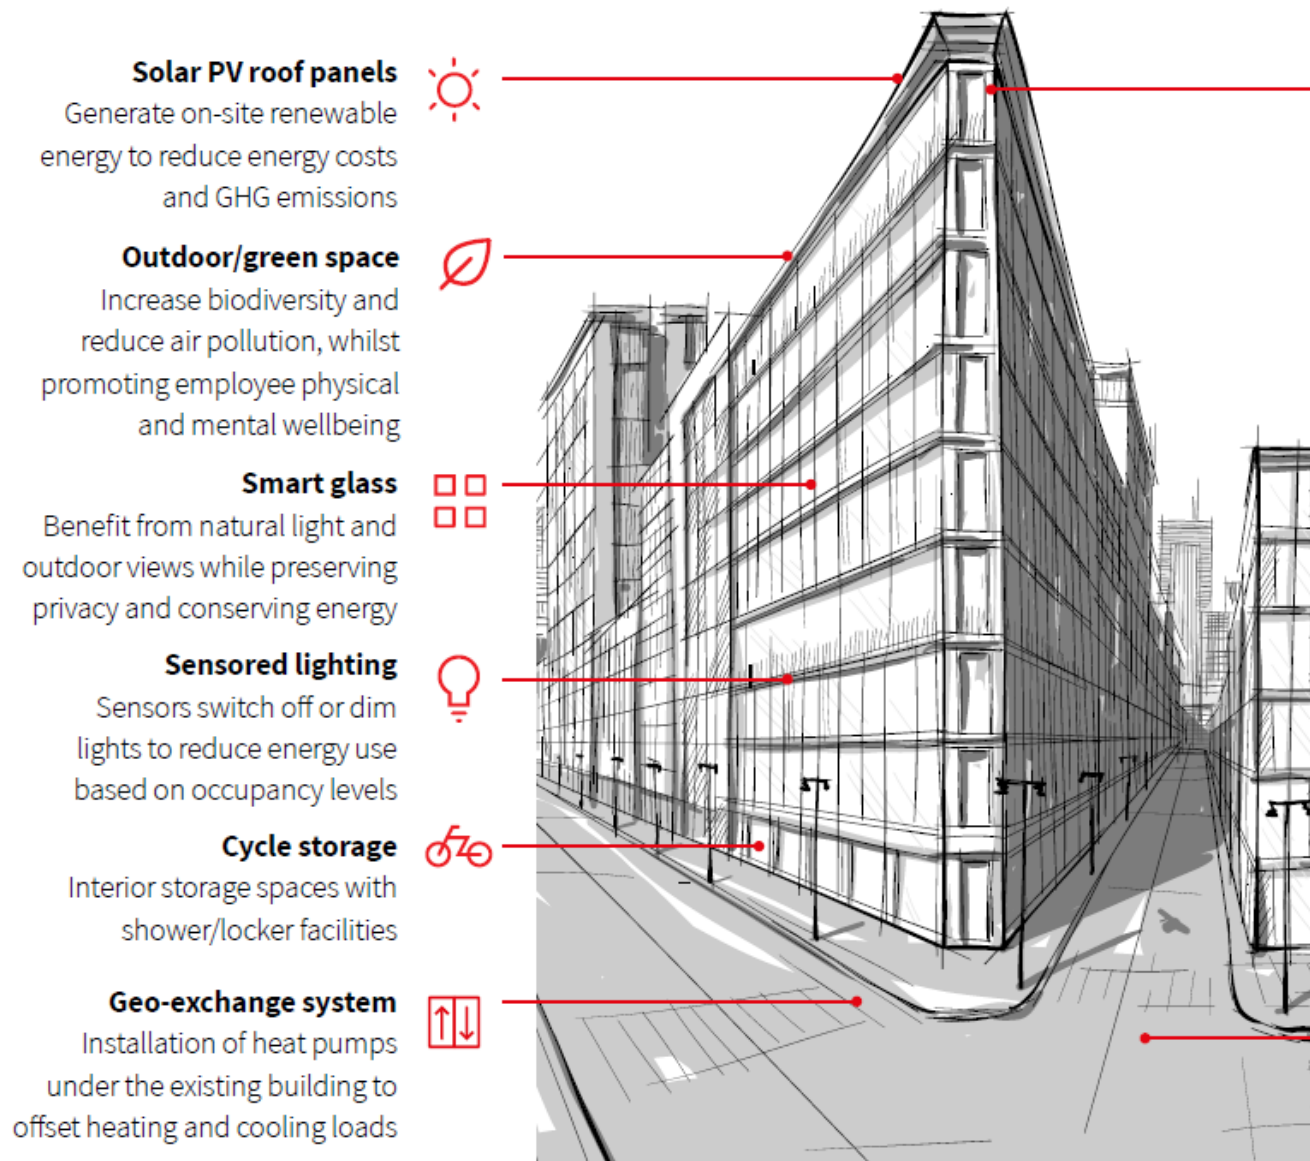 Solar PV roof panels
Generate on-site renewable
energy to reduce energy costs
and GHG emissions
Outdoor/green space
Increase biodiversity and
reduce air pollution, whilst
promoting employee physical
and mental wellbeing
Smart glass
Benefit from natural light and
outdoor views while preserving
privacy and conserving energy
Sensored lighting
Sensors switch off or dim
lights to reduce energy use
based on occupancy levels
Cycle storage
Interior storage spaces with
shower/locker facilities
Geo-exchange system
Installation of heat pumps
under the existing building to
offset heating and cooling loads